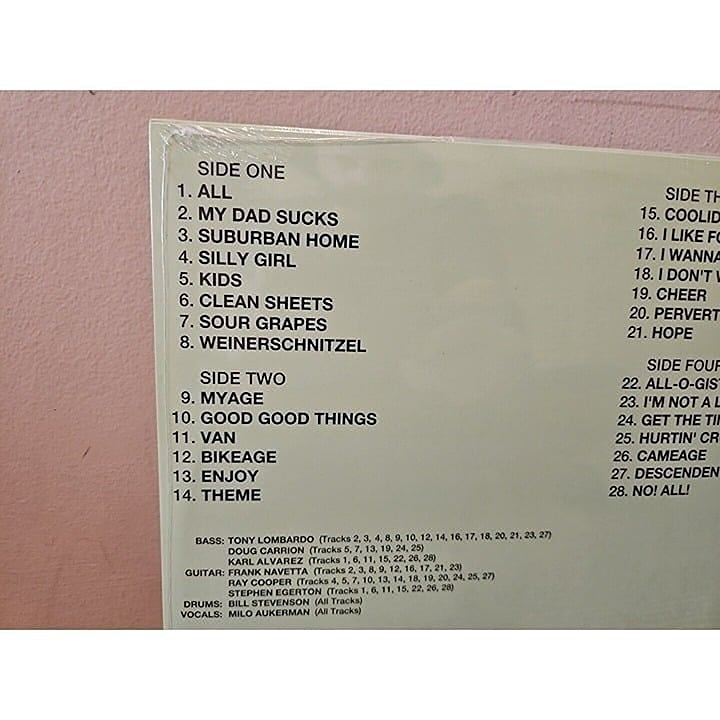 SIDE ONE
1. ALL
2. MY DAD SUCKS
3. SUBURBAN HOME
4. SILLY GIRL
5. KIDS
6. CLEAN SHEETS
7. SOUR GRAPES
8. WEINERSCHNITZEL
SIDE TWO
9. MYAGE
10. GOOD GOOD THINGS
11. VAN
12. BIKEAGE
13. ENJOY
14. THEME
SIDE TH
15. COOLID
16. I LIKE FO
17. I WANNA
18. I DON'T W
19. CHEER
20. PERVERT
21. HOPE
SIDE FOUR
22. ALL-O-GIST
23. I'M NOT A L
24. GET THE TI
25. HURTIN' CR
26. CAMEAGE
27. DESCENDEN
28. NO! ALL!
BASS: TONY LOMBARDO (Tracks 2, 3, 4, 8, 9, 10, 12, 14, 16, 17, 18, 20, 21, 23, 27)
DOUG CARRION (Tracks 5, 7, 13, 19, 24, 25)
KARL ALVAREZ (Tracks 1, 6, 11, 15, 22, 26, 28)
GUITAR: FRANK NAVETTA (Tracks 2, 3, 8, 9, 12, 16, 17, 21, 23)
RAY COOPER (Tracks 4, 5, 7, 10, 13, 14, 18, 19, 20, 24, 25, 27)
STEPHEN EGERTON (Tracks 1, 6, 11, 15, 22, 26, 28)
DRUMS: BILL STEVENSON (All Tracks)
VOCALS: MILO AUKERMAN (All Tracks)